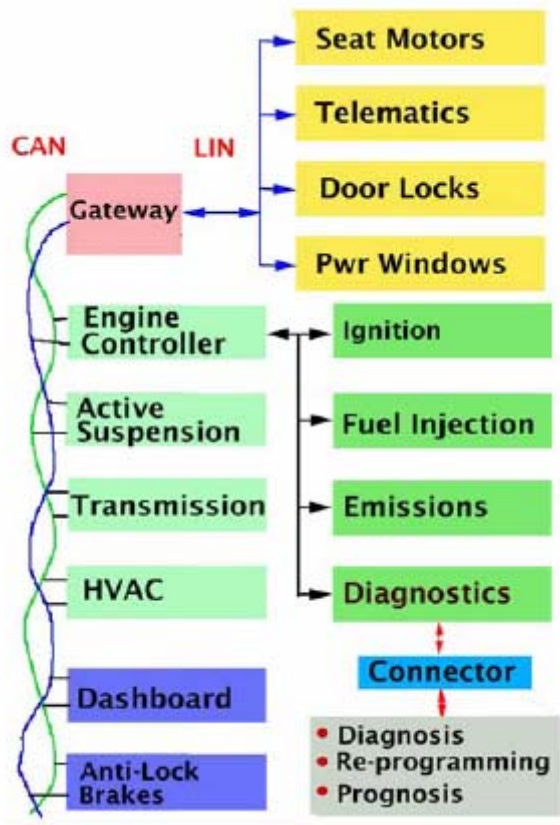 Seat Motors
Telematics
CAN
LIN
Door Locks
Gateway
Pwr Windows
Engine
Controller
Ignition
Active
Suspension
Fuel Injection
Transmission
Emissions
HVAC
Diagnostics
Connector
Dashboard
• Diagnosis
• Re-programming
• Prognosis
Anti-Lock
Brakes